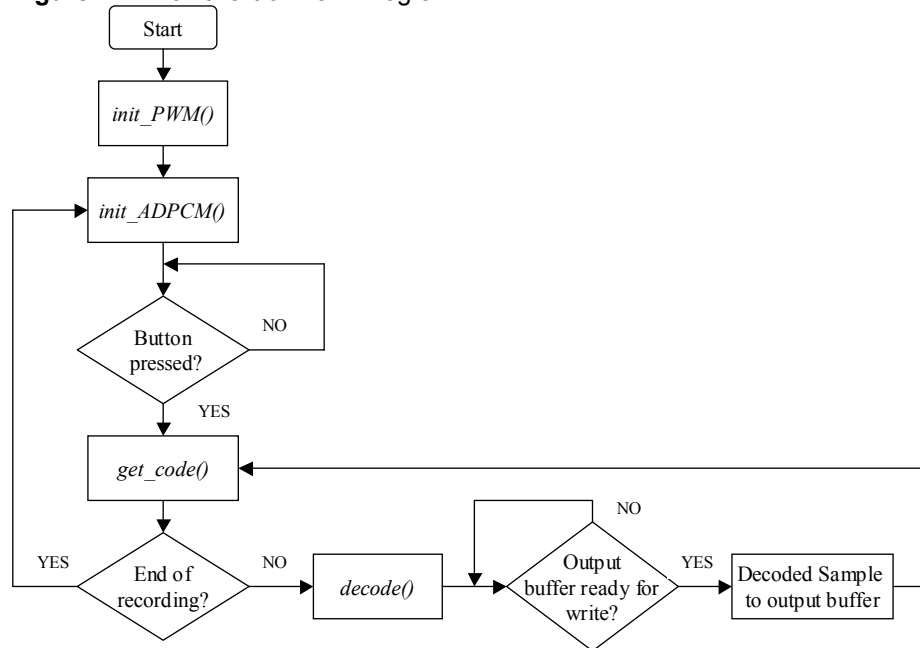 Start
init_PWM()
init_ADPCM()
Button
pressed?
NO
YES
get_code()
End of
recording?
YES
NO
decode()
Output
buffer ready for
write?
NO
YES
Decoded Sample
to output buffer